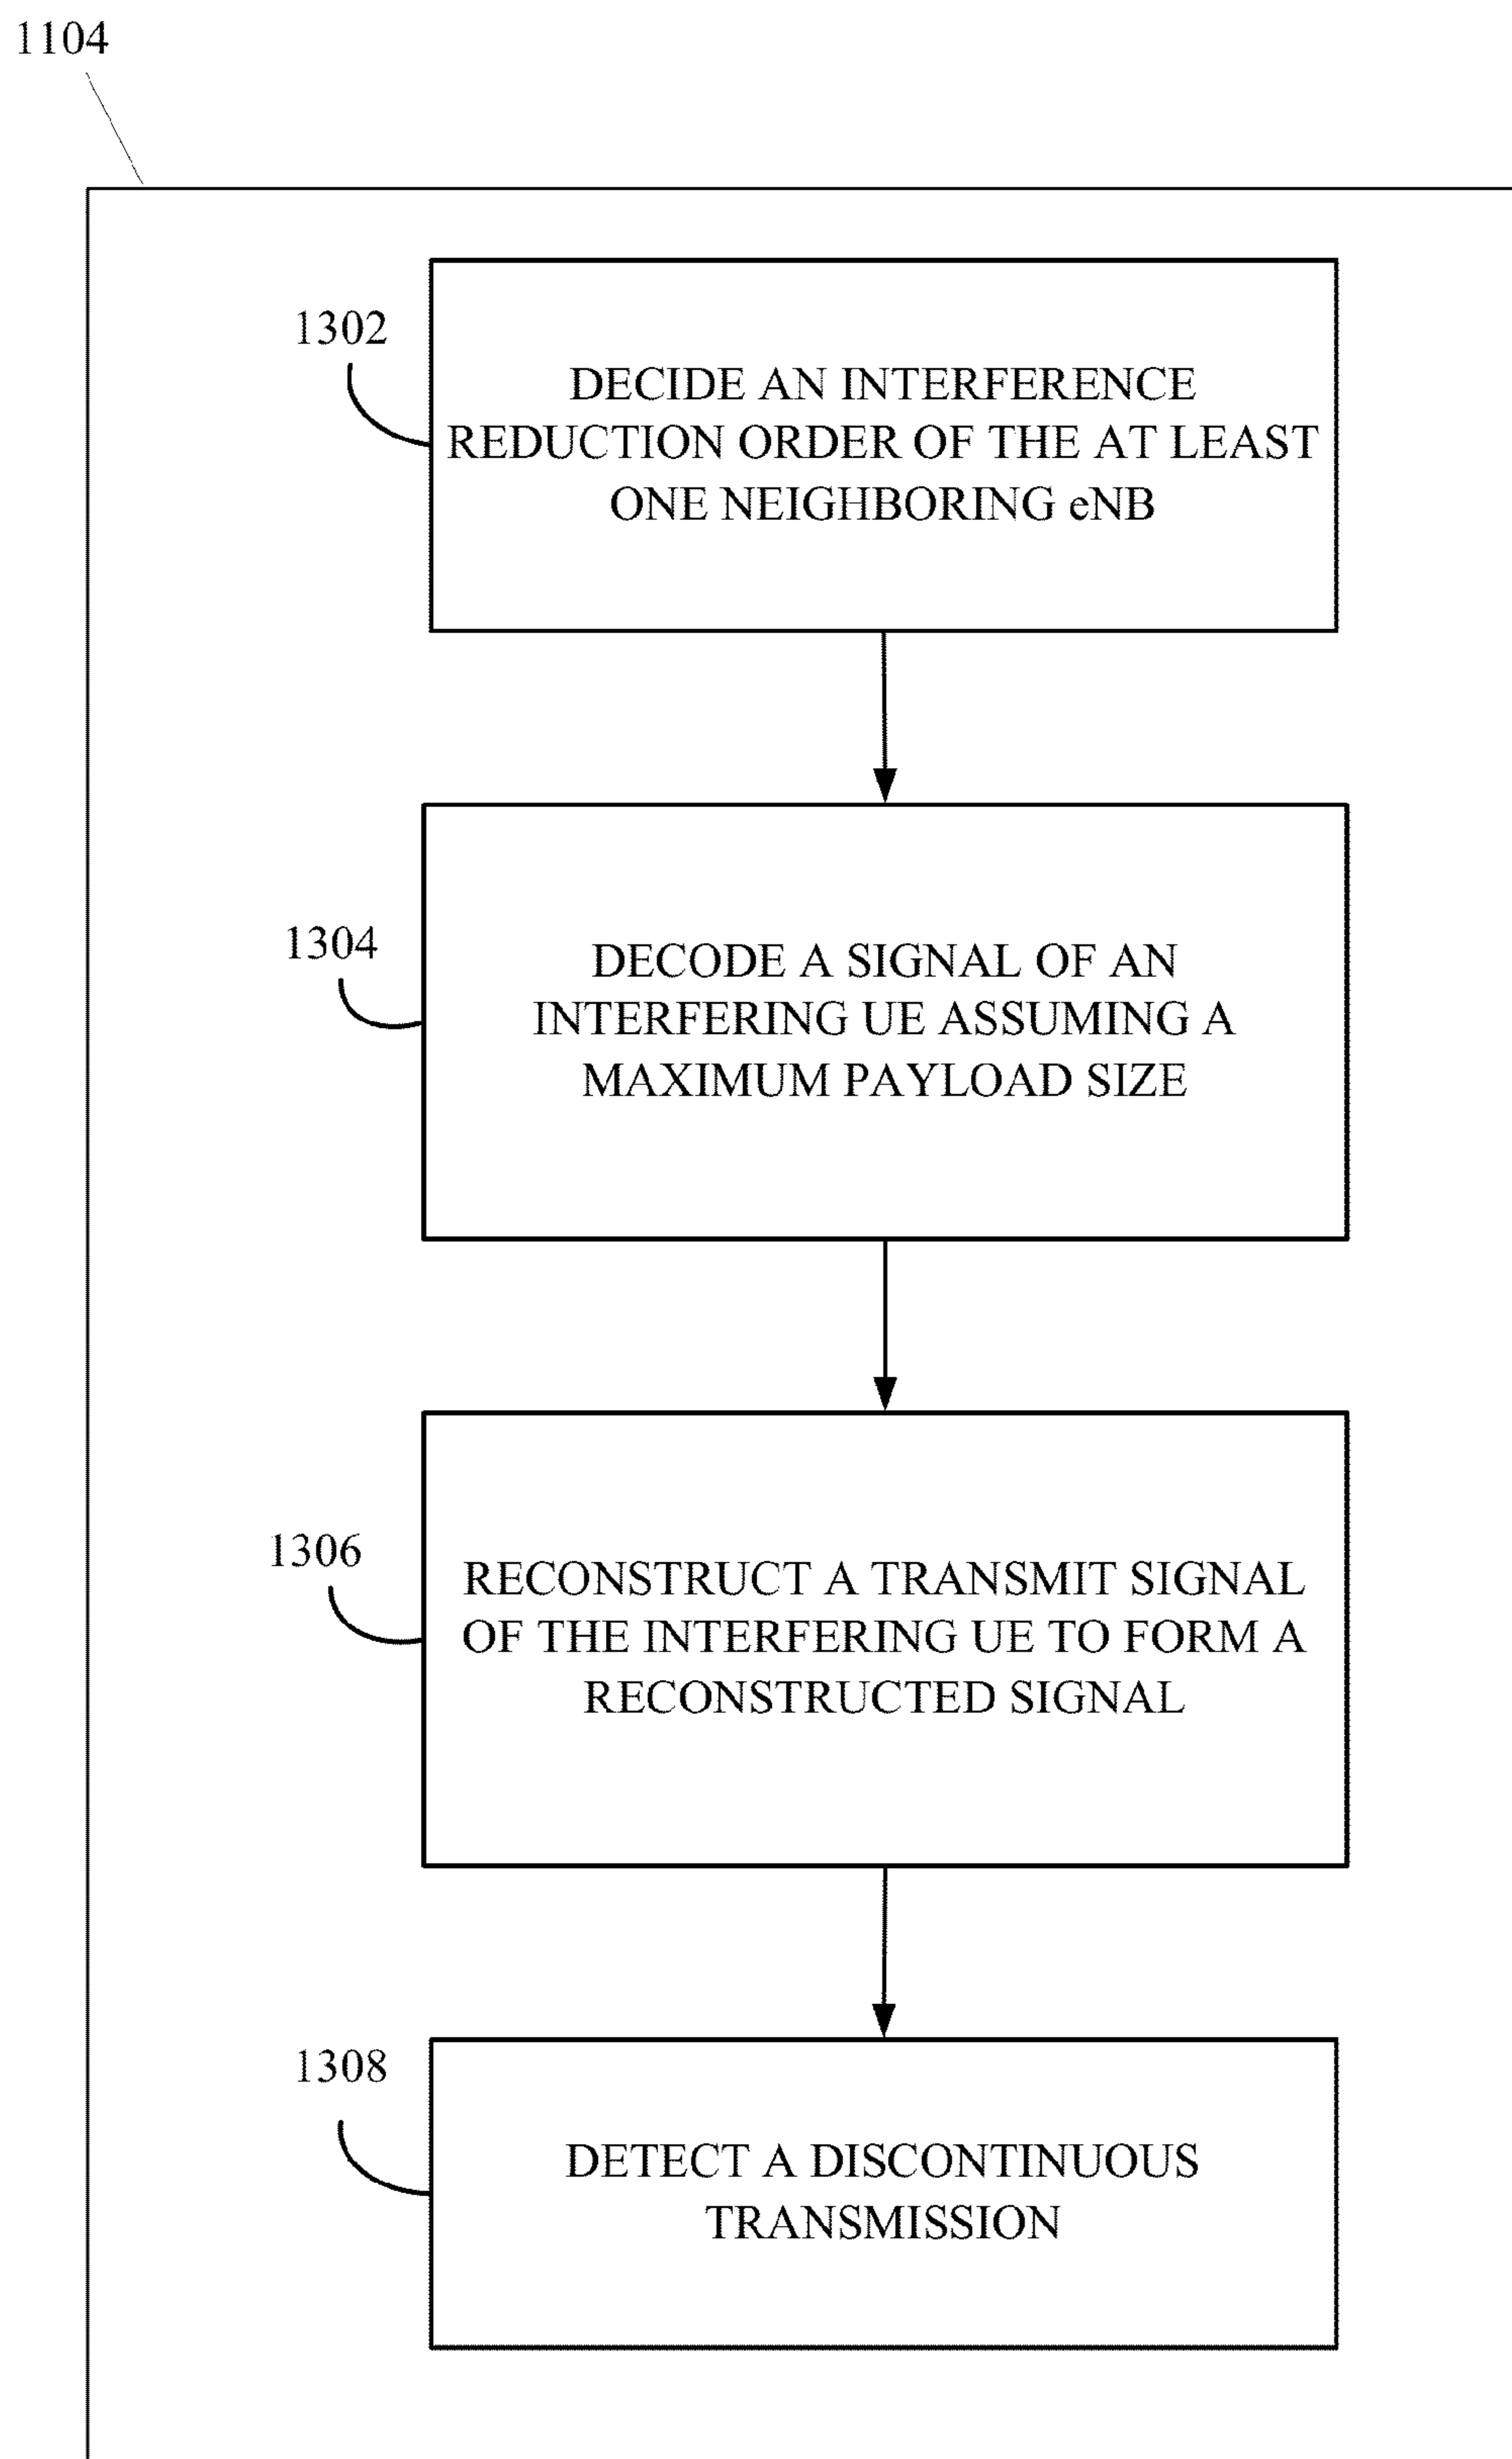 1104
1302
DECIDE AN INTERFERENCE
REDUCTION ORDER OF THE AT LEAST
ONE NEIGHBORING eNB
1304
DECODE A SIGNAL OF AN
INTERFERING UE ASSUMING A
MAXIMUM PAYLOAD SIZE
1306
RECONSTRUCT A TRANSMIT SIGNAL
OF THE INTERFERING UE TO FORM A
RECONSTRUCTED SIGNAL
1308
DETECT A DISCONTINUOUS
TRANSMISSION